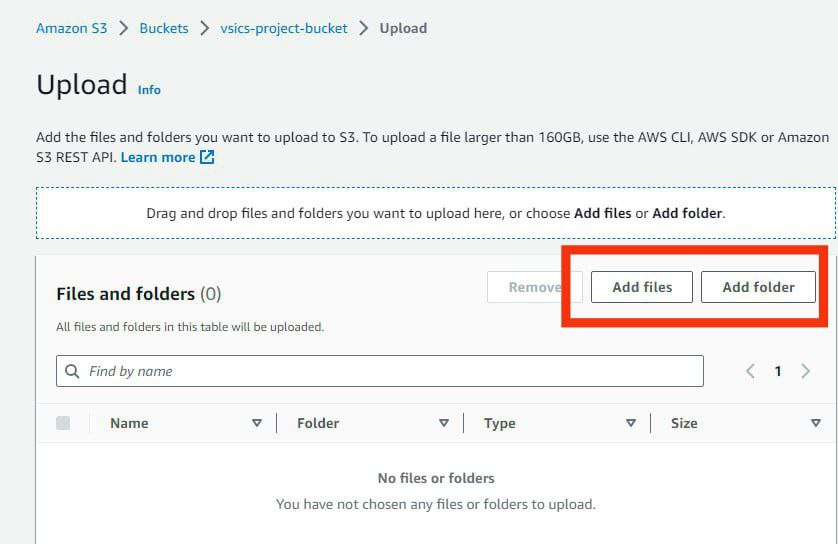 Amazon S3 > Buckets > vsics-project-bucket > Upload
Upload Info
Add the files and folders you want to upload to S3. To upload a file larger than 160GB, use the AWS CLI, AWS SDK or Amazon
S3 REST API. Learn more
Drag and drop files and folders you want to upload here, or choose Add files or Add folder.
Files and folders (0)
Remove
Add files
Add folder
All files and folders in this table will be uploaded.
Find by name
< 1 >
Name Folder Type Size
No files or folders
You have not chosen any files or folders to upload.